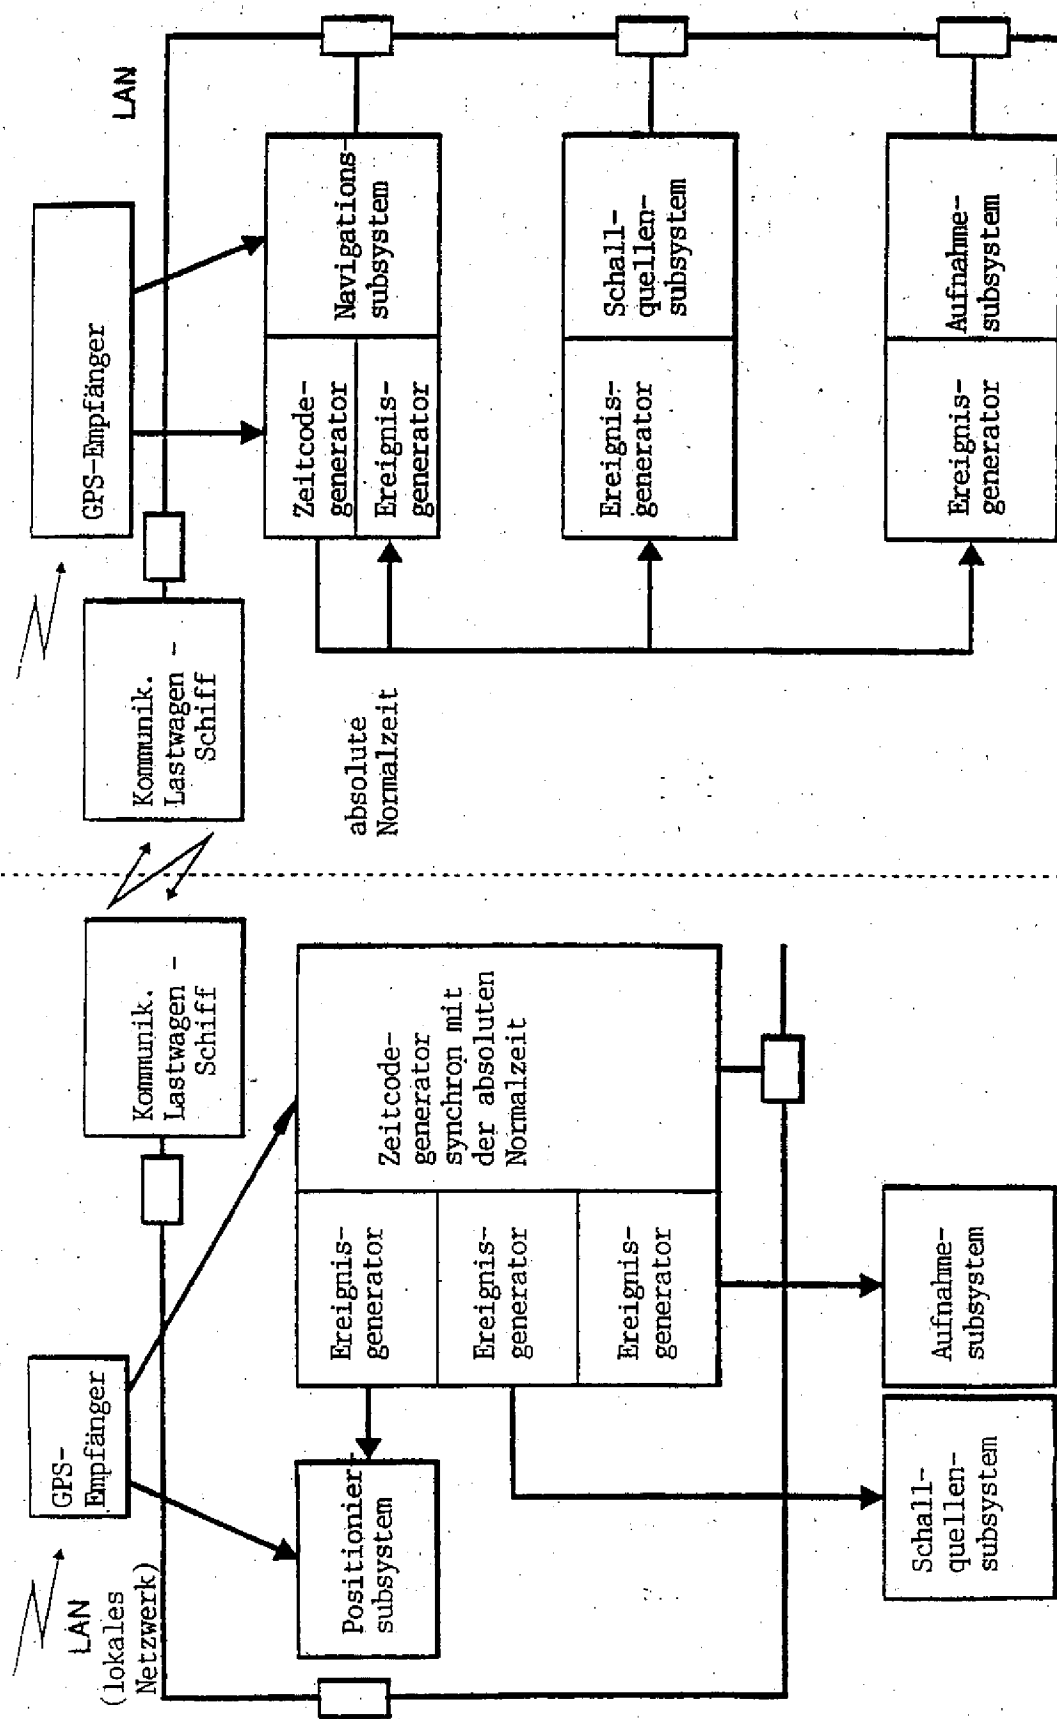 LAN
(lokales
Netzwerk)
GPS-
Empfänger
Kommunik.
Lastwagen -
Schiff
Positionier-
subsystem
Ereignis-
generator
Ereignis-
generator
Ereignis-
generator
Zeitcode-
generator
synchron mit
der absoluten
Normalzeit
Schall-
quellen-
subsystem
Aufnahme-
subsystem
LAN
GPS-Empfänger
Kommunik.
Lastwagen -
Schiff
absolute
Normalzeit
Zeitcode-
generator
Ereignis-
generator
Navigations-
subsystem
Ereignis-
generator
Schall-
quellen-
subsystem
Ereignis-
generator
Aufnahme-
subsystem